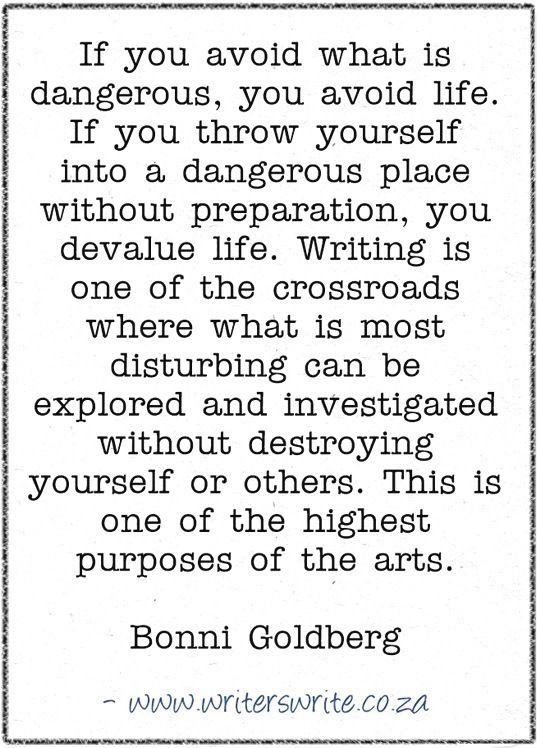 If you avoid what is
dangerous, you avoid life.
If you throw yourself
into a dangerous place
without preparation, you
devalue life. Writing is
one of the crossroads
where what is most
disturbing can be
explored and investigated
without destroying
yourself or others. This is
one of the highest
purposes of the arts.
Bonni Goldberg
- www.writerswrite.co.za